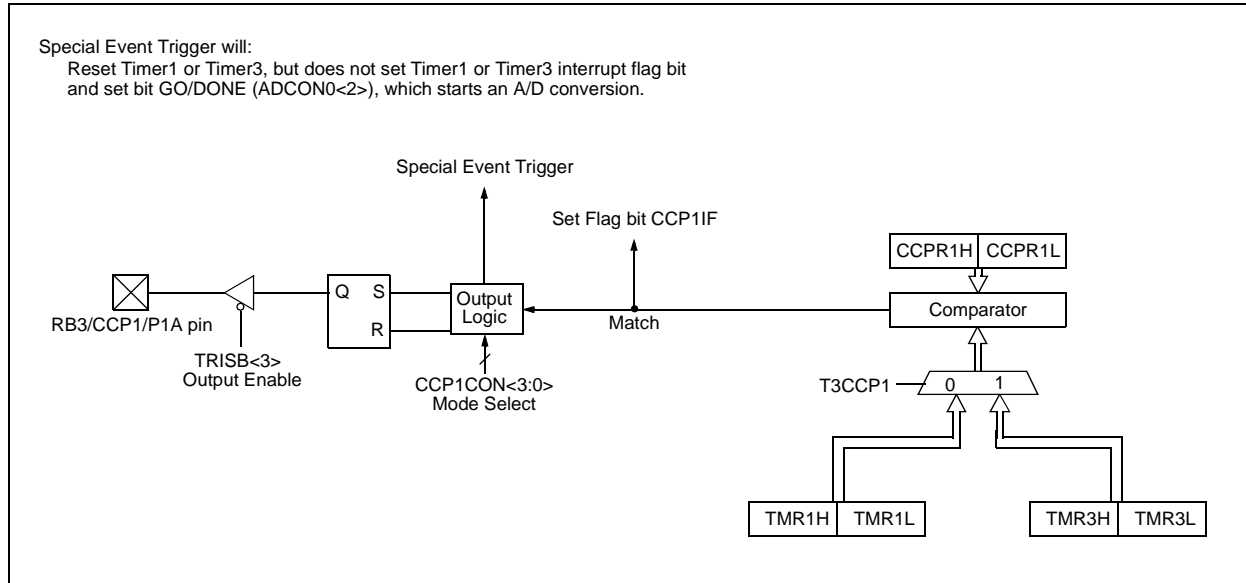 Special Event Trigger will:
Reset Timer1 or Timer3, but does not set Timer1 or Timer3 interrupt flag bit
and set bit GO/DONE (ADCON0<2>), which starts an A/D conversion.
Special Event Trigger
Set Flag bit CCP1IF
CCPR1H CCPR1L
Comparator
Q S
R
Output
Logic
Match
RB3/CCP1/P1A pin
TRISB<3>
Output Enable
CCP1CON<3:0>
Mode Select
T3CCP1
0 1
TMR1H TMR1L
TMR3H TMR3L